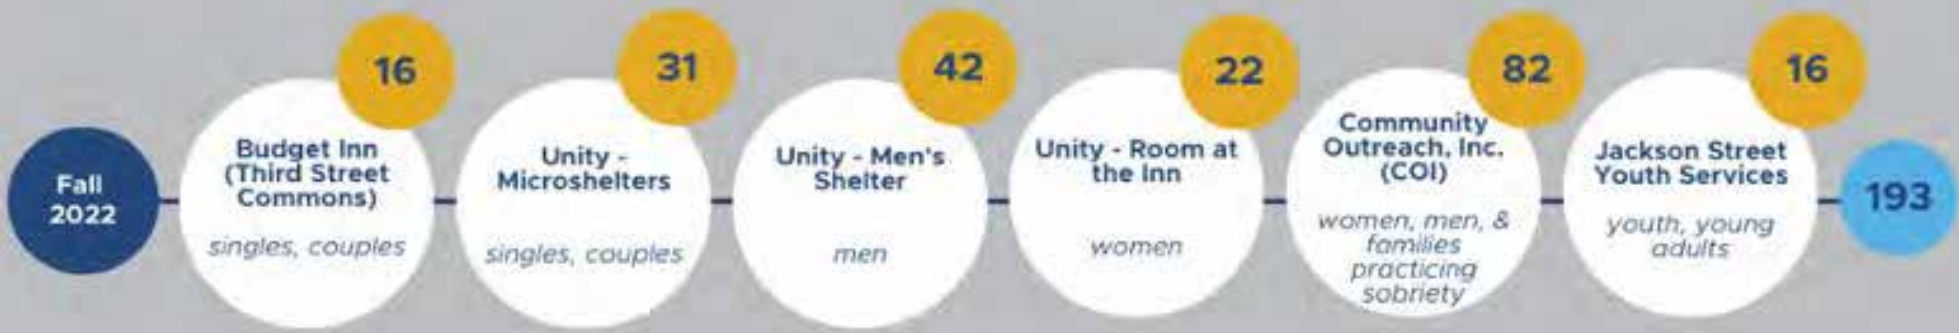 Fall
2022
16
Budget Inn
(Third Street
Commons)
singles, couples
31
Unity -
Microshelters
singles, couples
42
Unity - Men's
Shelter
men
22
Unity - Room at
the Inn
women
82
Community
Outreach, Inc.
(COI)
women, men, &
families
practicing
sobriety
16
Jackson Street
Youth Services
youth, young
adults
193